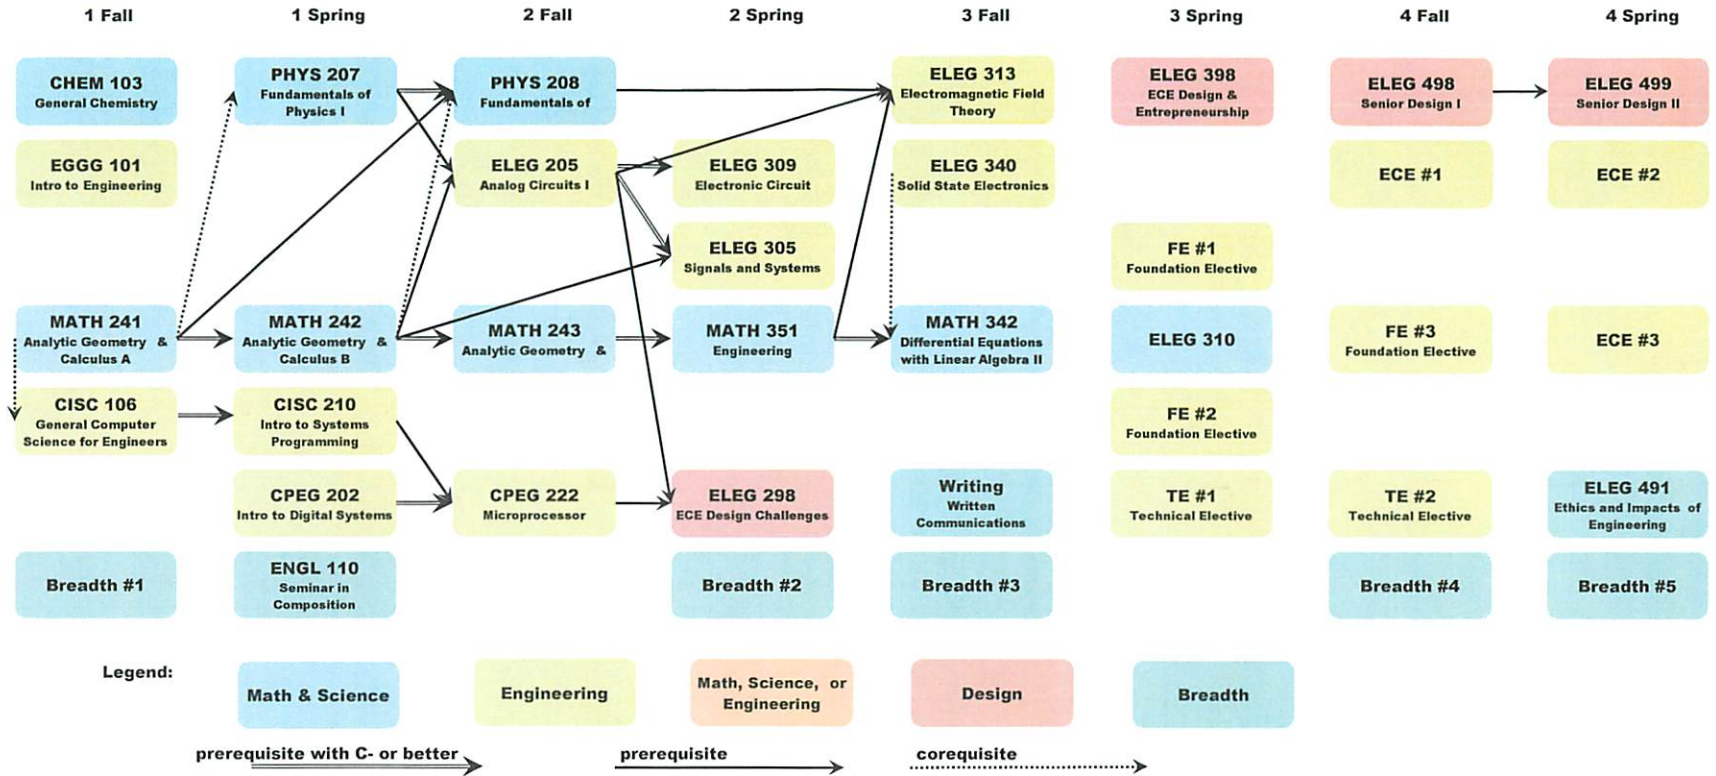 1 Fall
1 Spring
2 Fall
2 Spring
3 Fall
3 Spring
4 Fall
4 Spring
CHEM 103
General Chemistry
PHYS 207
Fundamentals of
Physics I
PHYS 208
Fundamentals of
ELEG 313
Electromagnetic Field
Theory
ELEG 398
ECE Design &
Entrepreneurship
ELEG 498
Senior Design I
ELEG 499
Senior Design II
EGGG 101
Intro to Engineering
ELEG 205
Analog Circuits I
ELEG 309
Electronic Circuit
ELEG 340
Solid State Electronics
ECE #1
ECE #2
ELEG 305
Signals and Systems
FE #1
Foundation Elective
MATH 241
Analytic Geometry &
Calculus A
MATH 242
Analytic Geometry &
Calculus B
MATH 243
Analytic Geometry &
MATH 351
Engineering
MATH 342
Differential Equations
with Linear Algebra II
ELEG 310
FE #3
Foundation Elective
ECE #3
CISC 106
General Computer
Science for Engineers
CISC 210
Intro to Systems
Programming
FE #2
Foundation Elective
CPEG 202
Intro to Digital Systems
CPEG 222
Microprocessor
ELEG 298
ECE Design Challenges
Writing
Written
Communications
TE #1
Technical Elective
TE #2
Technical Elective
ELEG 491
Ethics and Impacts of
Engineering
Breadth #1
ENGL 110
Seminar in
Composition
Breadth #2
Breadth #3
Breadth #4
Breadth #5
Legend:
Math & Science
Engineering
Math, Science, or
Engineering
Design
Breadth
prerequisite with C- or better
prerequisite
corequisite